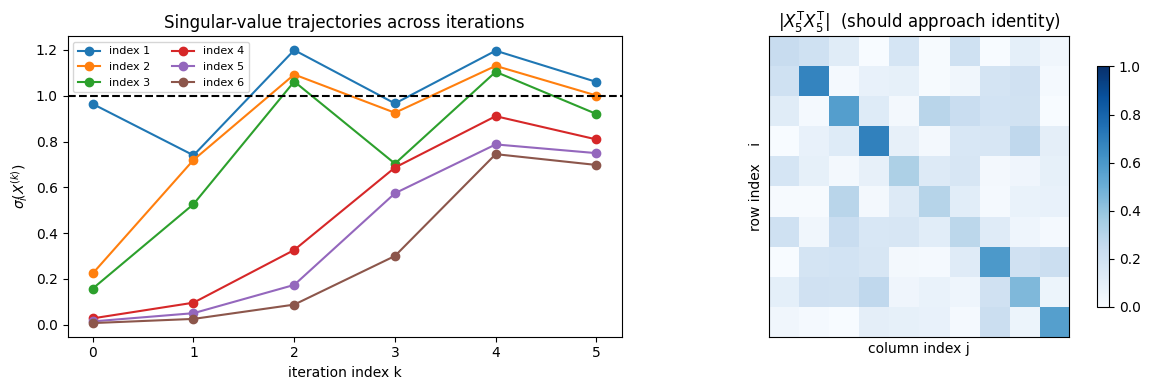 Singular-value trajectories across iterations
1.2
1.0
0.8
0.6
0.4
0.2
0.0
σᵢ(X⁽ᵏ⁾)
index 1
index 2
index 3
index 4
index 5
index 6
0 1 2 3 4 5
iteration index k
|X₅ᵀX₅ᵀ| (should approach identity)
row index i
column index j
1.0
0.8
0.6
0.4
0.2
0.0